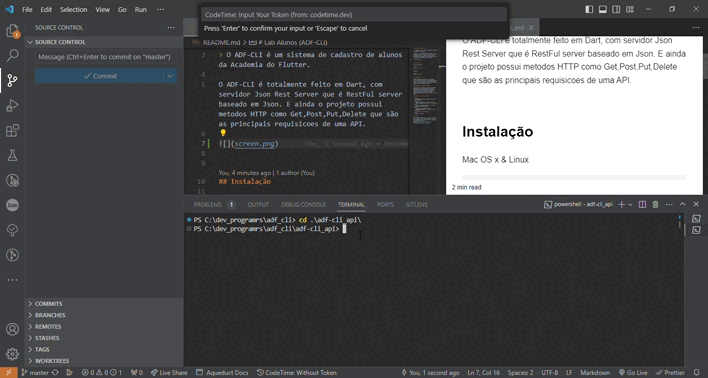 File Edit Selection View Go Run ···
CodeTime: Input Your Token (from: codetime.dev)
Press 'Enter' to confirm your input or 'Escape' to cancel
SOURCE CONTROL ···
SOURCE CONTROL
Message (Ctrl+Enter to commit on "master")
Commit
README.md > # Lab Alunos (ADF-CLI)
3 > O ADF-CLI é um sistema de cadastro de alunos
da Academia do Flutter.
4
5 O ADF-CLI é totalmente feito em Dart, com
servidor Json Rest Server que é RestFul server
baseado em Json. E ainda o projeto possui
metodos HTTP como Get,Post,Put,Delete que são
as principais requisicoes de uma API.
6
7 ![](screen.png) You, 1 second ago • Uncomm
8
9
You, 4 minutes ago | 1 author (You)
10 ## Instalação
11
O ADF-CLI é totalmente feito em Dart, com servidor Json
Rest Server que é RestFul server baseado em Json. E ainda
o projeto possui metodos HTTP como Get,Post,Put,Delete
que são as principais requisicoes de uma API.
Instalação
Mac OS x & Linux
2 min read
PROBLEMS 1 OUTPUT DEBUG CONSOLE TERMINAL PORTS GITLENS
powershell - adf-cli_api
PS C:\dev_programrs\adf_cli> cd .\adf-cli_api\
PS C:\dev_programrs\adf_cli\adf-cli_api>
COMMITS
BRANCHES
REMOTES
STASHES
TAGS
WORKTREES
master 0 0 1 0 Live Share Aqueduct Docs CodeTime: Without Token You, 1 second ago Ln 7, Col 16 Spaces: 2 UTF-8 LF Markdown Go Live Prettier